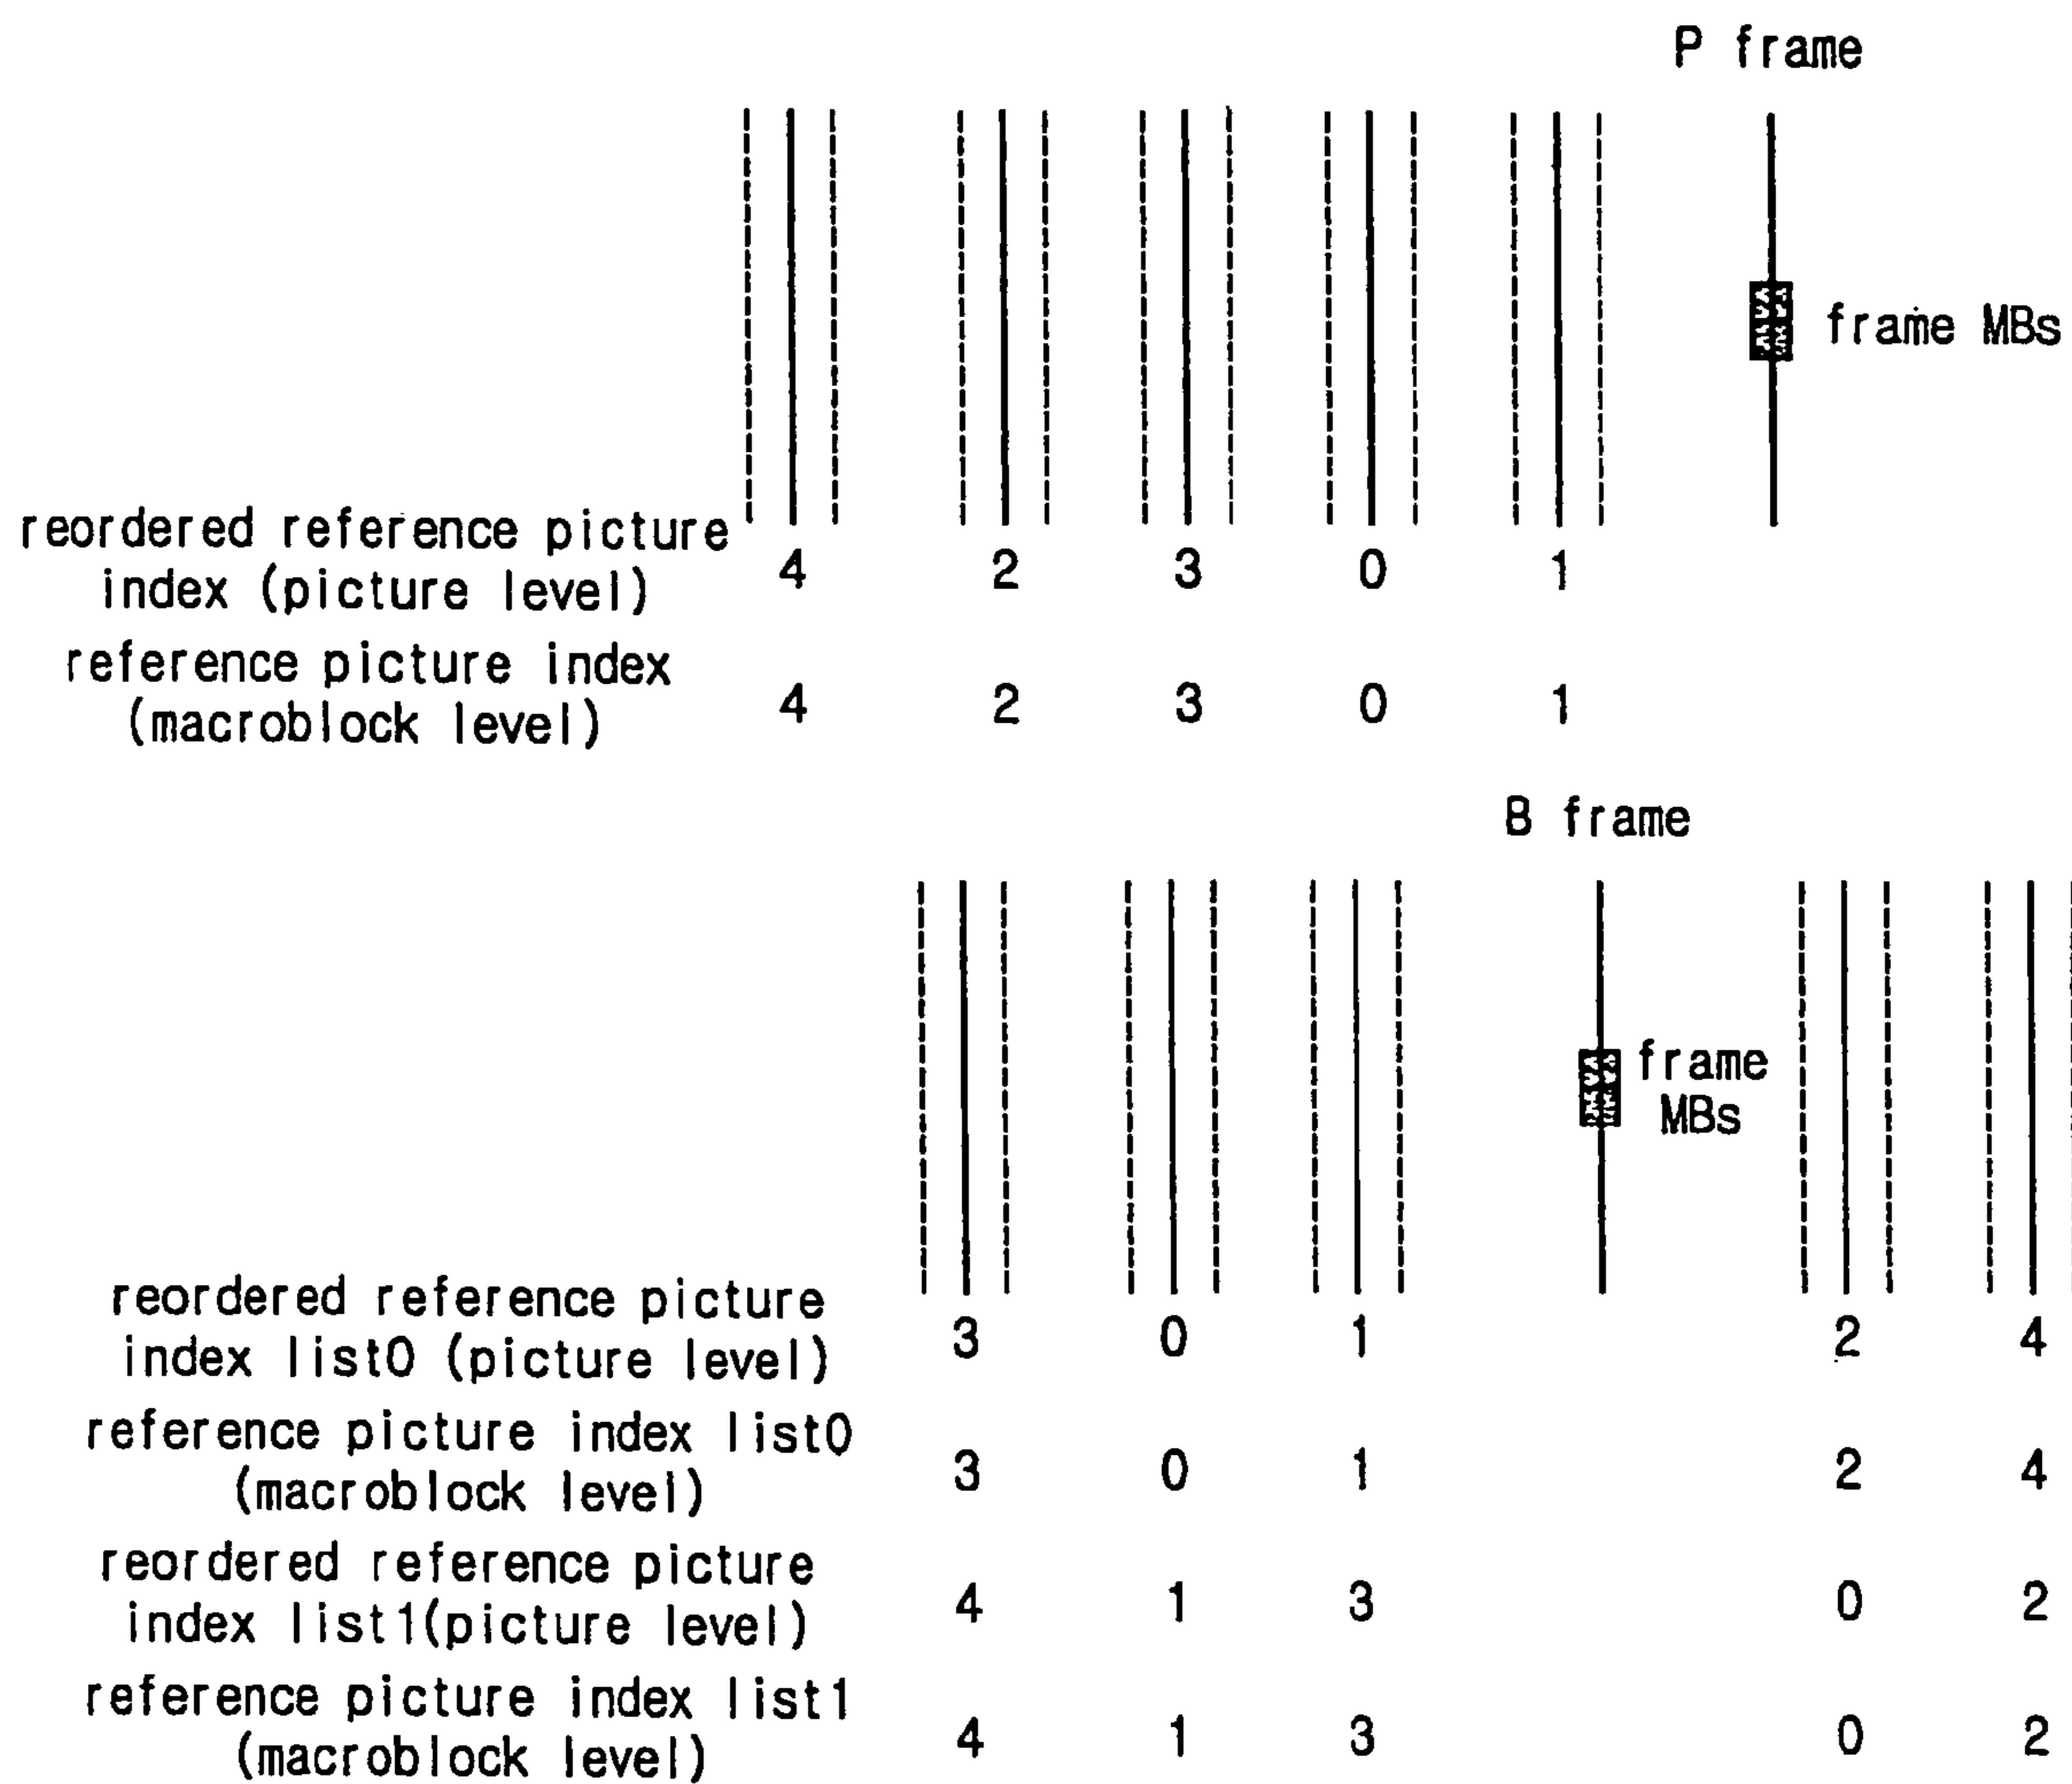 P frame
frame MBs
reordered reference picture
index (picture level)
4 2 3 0 1
reference picture index
(macroblock level)
4 2 3 0 1
B frame
frame
MBs
reordered reference picture
index list0 (picture level)
3 0 1 2 4
reference picture index list0
(macroblock level)
3 0 1 2 4
reordered reference picture
index list1(picture level)
4 1 3 0 2
reference picture index list1
(macroblock level)
4 1 3 0 2